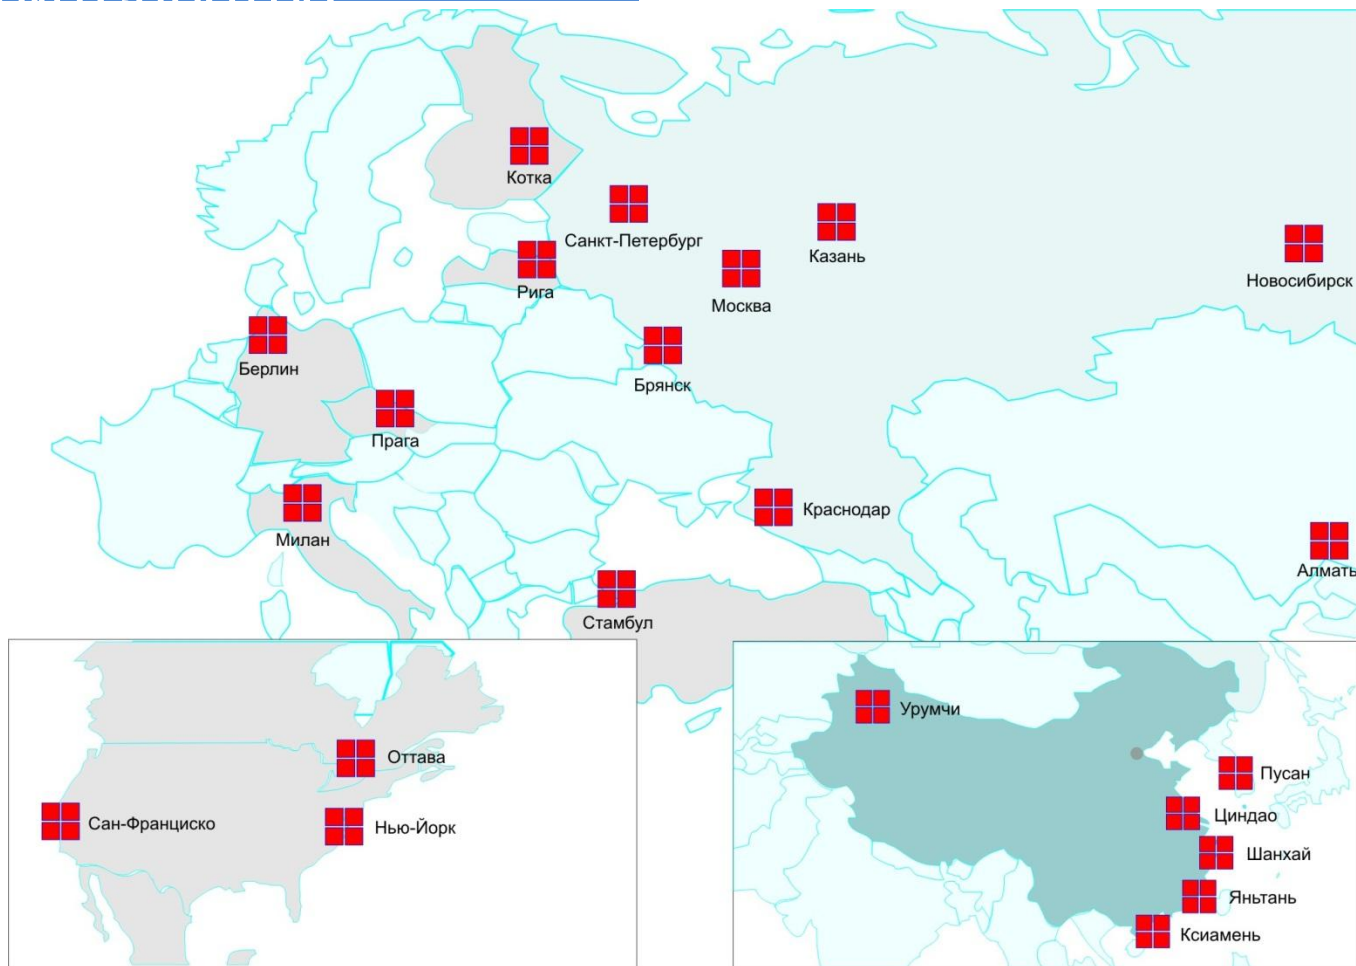 Котка
Санкт-Петербург
Казань
Новосибирск
Рига
Москва
Берлин
Брянск
Прага
Краснодар
Милан
Алматы
Стамбул
Урумчи
Оттава
Пусан
Сан-Франциско
Нью-Йорк
Циндао
Шанхай
Яньтань
Ксиамень